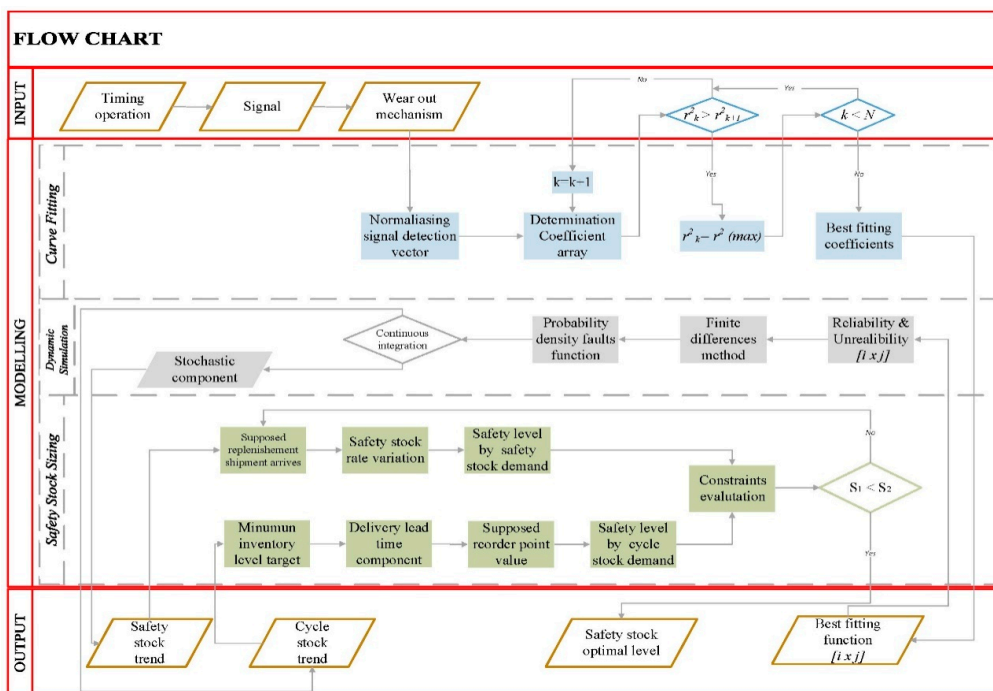 FLOW CHART
INPUT
Timing
operation
Signal
Wear out
mechanism
No
Yes
r²k > r²k+1
k < N
MODELLING
Curve Fitting
k=k−1
Yes
No
Normaliasing
signal detection
vector
Determination
Coefficient
array
r²k − r² (max)
Best fitting
coefficients
Dynamic
Simulation
Continuous
integration
Probability
density faults
function
Finite
differences
method
Reliability &
Unrealibility
[i x j]
Stochastic
component
Safety Stock Sizing
Supposed
replenishement
shipment arrives
Safety stock
rate variation
Safety level
by safety
stock demand
No
Constraints
evalutation
S1 < S2
Minumun
inventory
level target
Delivery lead
time
component
Supposed
reorder point
value
Safety level
by cycle
stock demand
Yes
OUTPUT
Safety
stock
trend
Cycle
stock
trend
Safety stock
optimal level
Best fitting
function
[i x j]